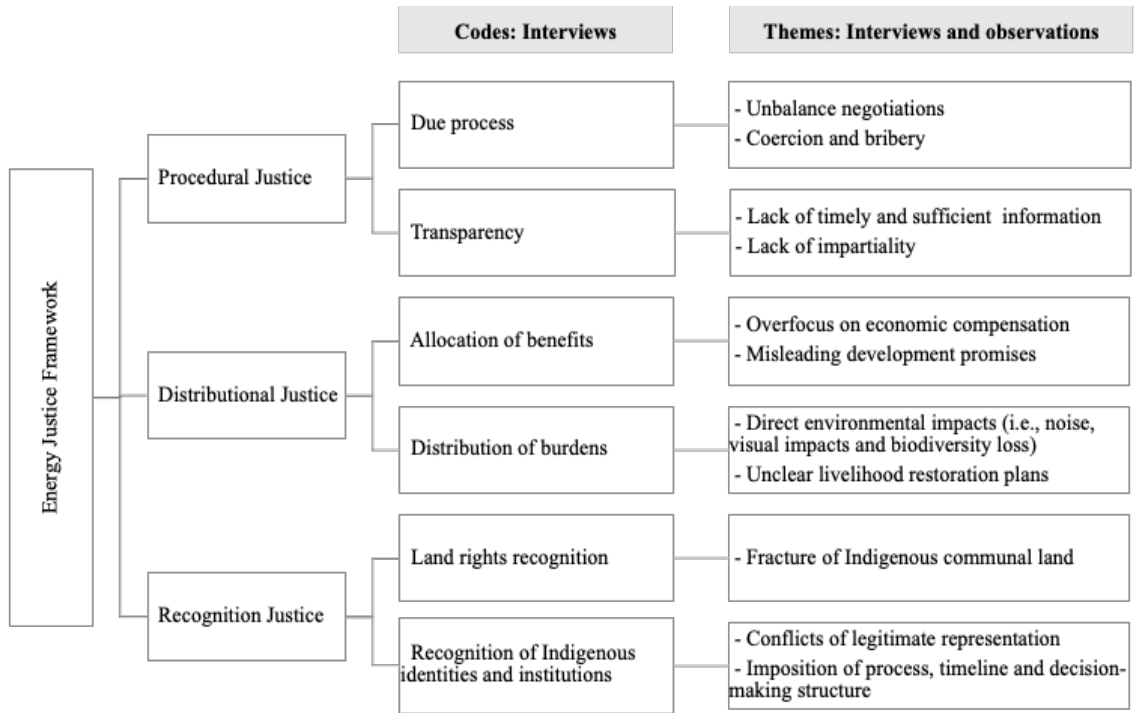 Codes: Interviews
Themes: Interviews and observations
Energy Justice Framework
Procedural Justice
Due process
- Unbalance negotiations
- Coercion and bribery
Transparency
- Lack of timely and sufficient information
- Lack of impartiality
Distributional Justice
Allocation of benefits
- Overfocus on economic compensation
- Misleading development promises
Distribution of burdens
- Direct environmental impacts (i.e., noise,
visual impacts and biodiversity loss)
- Unclear livelihood restoration plans
Recognition Justice
Land rights recognition
- Fracture of Indigenous communal land
Recognition of Indigenous
identities and institutions
- Conflicts of legitimate representation
- Imposition of process, timeline and decision-
making structure